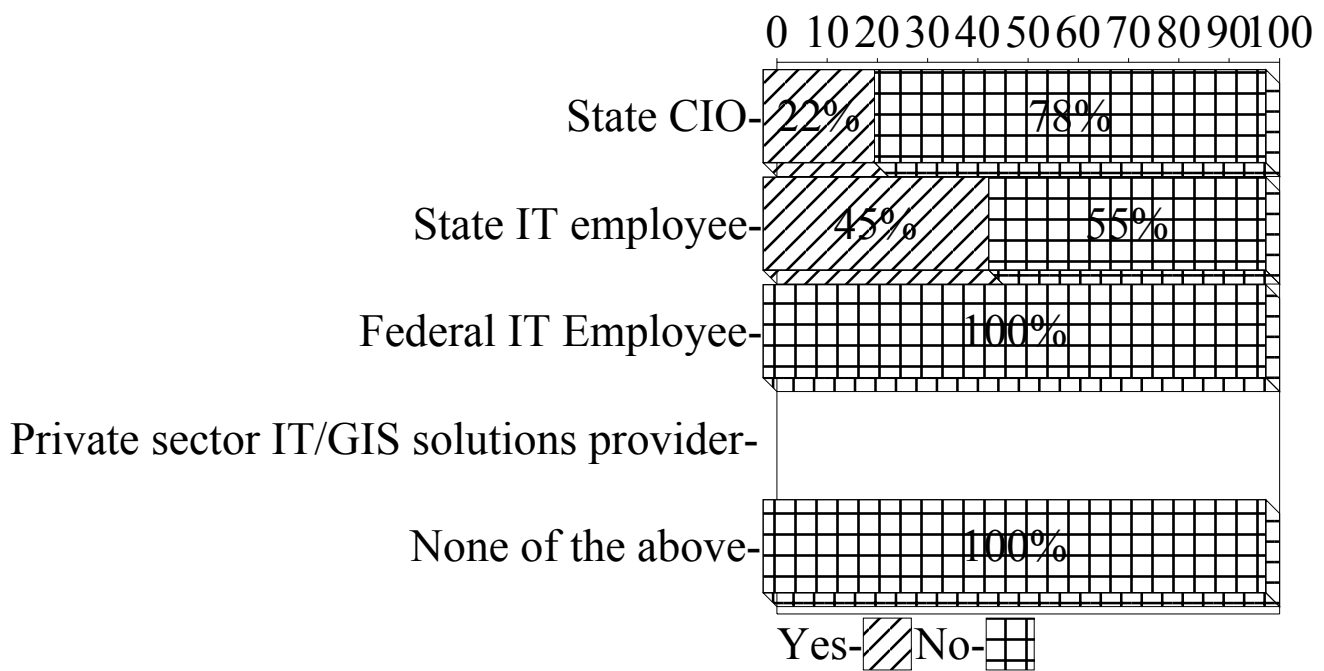 0 10 20 30 40 50 60 70 80 90 100
State CIO- 22% 78%
State IT employee- 45% 55%
Federal IT Employee- 100%
Private sector IT/GIS solutions provider-
None of the above- 100%
Yes- No-